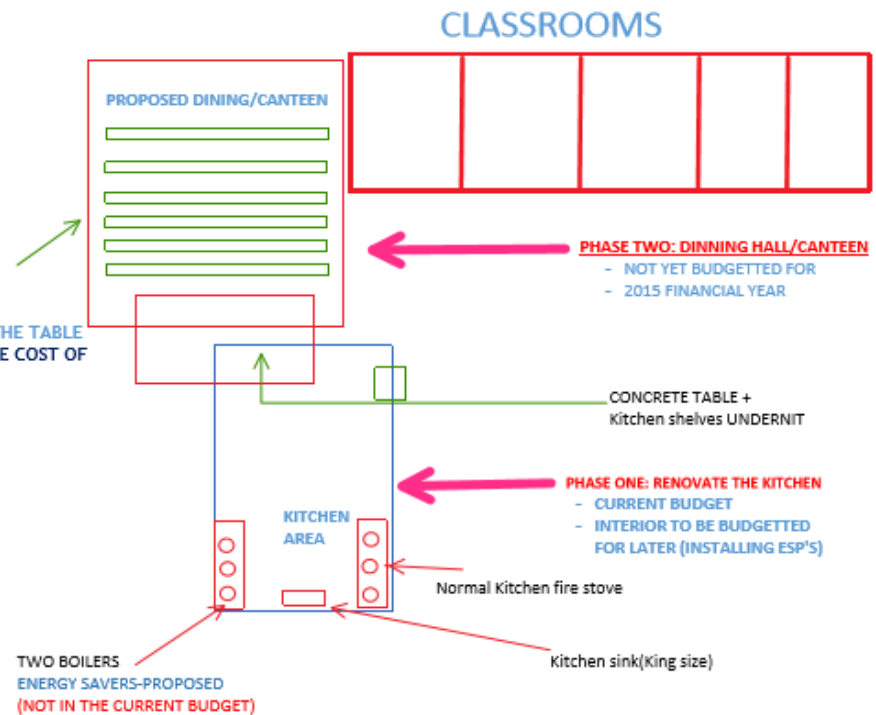 CLASSROOMS
PROPOSED DINING/CANTEEN
PHASE TWO: DINNING HALL/CANTEEN
- NOT YET BUDGETTED FOR
- 2015 FINANCIAL YEAR
THE TABLE
E COST OF
CONCRETE TABLE +
Kitchen shelves UNDERNIT
PHASE ONE: RENOVATE THE KITCHEN
- CURRENT BUDGET
- INTERIOR TO BE BUDGETTED
FOR LATER (INSTALLING ESP'S)
KITCHEN
AREA
Normal Kitchen fire stove
Kitchen sink(King size)
TWO BOILERS
ENERGY SAVERS-PROPOSED
(NOT IN THE CURRENT BUDGET)